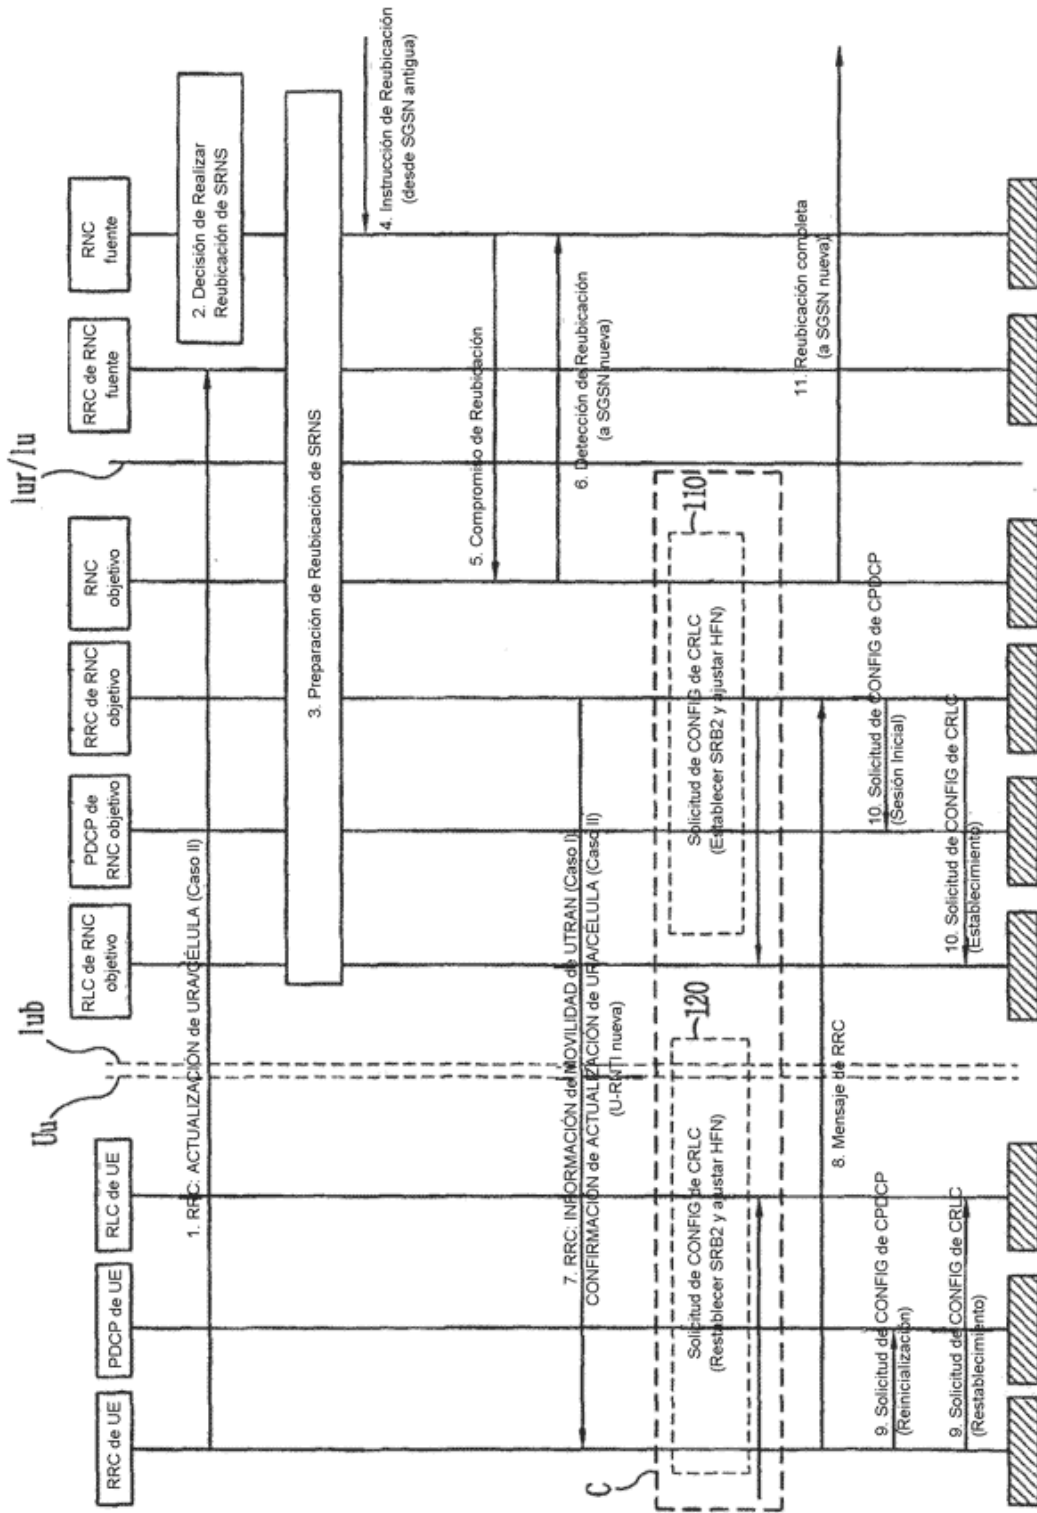 RRC de UE
PDCP de UE
RLC de UE
Uu
Iub
RLC de RNC
objetivo
PDCP de
RNC objetivo
RRC de RNC
objetivo
RNC
objetivo
Iur/Iu
RRC de RNC
fuente
RNC
fuente
1. RRC: ACTUALIZACIÓN de URA/CÉLULA (Caso II)
2. Decisión de Realizar
Reubicación de SRNS
3. Preparación de Reubicación de SRNS
4. Instrucción de Reubicación
(desde SGSN antigua)
5. Compromiso de Reubicación
6. Detección de Reubicación
(a SGSN nueva)
7. RRC: INFORMACIÓN de MOVILIDAD de UTRAN (Caso I)
CONFIRMACIÓN de ACTUALIZACIÓN de URA/CÉLULA (Caso II)
(U-RNTI nueva)
C
120
Solicitud de CONFIG de CRLC
(Restablecer SRB2 y ajustar HFN)
110
Solicitud de CONFIG de CRLC
(Establecer SRB2 y ajustar HFN)
8. Mensaje de RRC
11. Reubicación completa
(a SGSN nueva)
9. Solicitud de CONFIG de CPDCP
(Reinicialización)
10. Solicitud de CONFIG de CPDCP
(Sesión Inicial)
9. Solicitud de CONFIG de CRLC
(Restablecimiento)
10. Solicitud de CONFIG de CRLC
(Establecimiento)